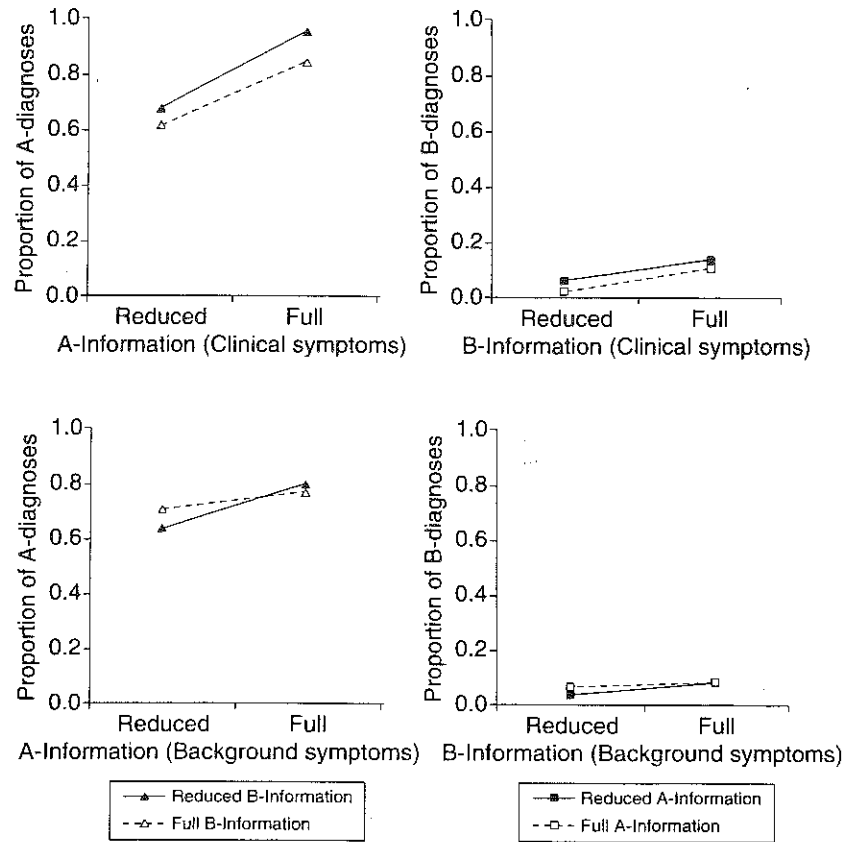 Proportion of A-diagnoses
1.0
0.8
0.6
0.4
0.2
0.0
Reduced Full
A-Information (Clinical symptoms)
Proportion of B-diagnoses
1.0
0.8
0.6
0.4
0.2
0.0
Reduced Full
B-Information (Clinical symptoms)
Proportion of A-diagnoses
1.0
0.8
0.6
0.4
0.2
0.0
Reduced Full
A-Information (Background symptoms)
Proportion of B-diagnoses
1.0
0.8
0.6
0.4
0.2
0.0
Reduced Full
B-Information (Background symptoms)
Reduced B-Information
Full B-Information
Reduced A-Information
Full A-Information